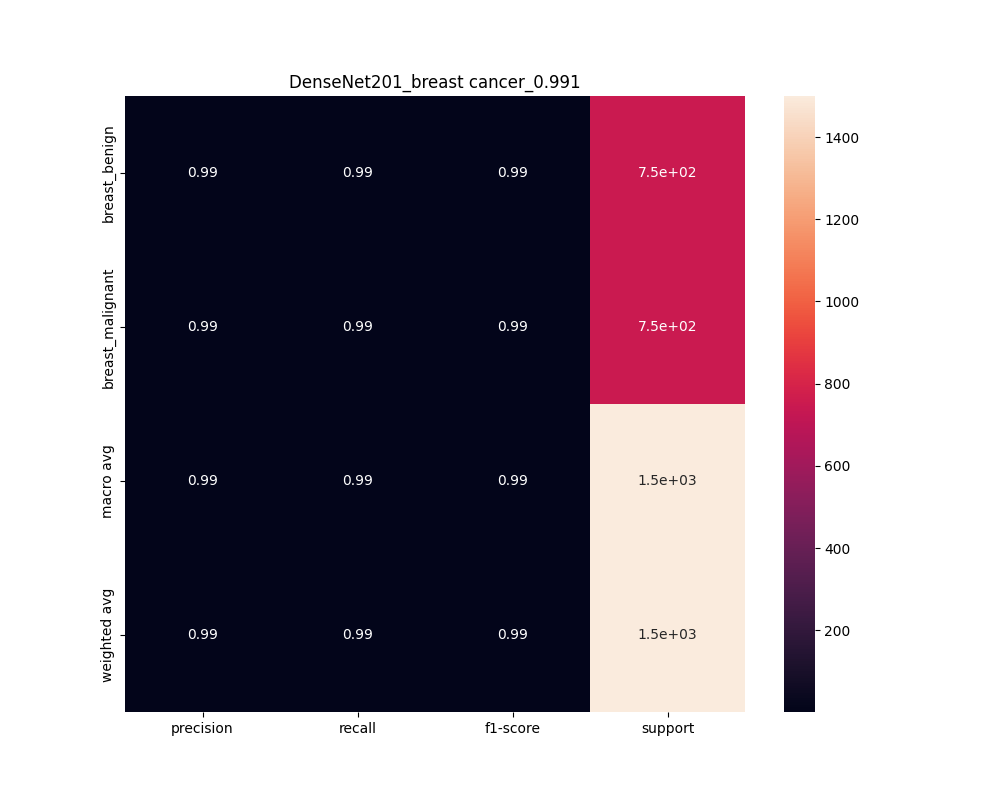 DenseNet201_breast cancer_0.991
breast_benign 0.99 0.99 0.99 7.5e+02
breast_malignant 0.99 0.99 0.99 7.5e+02
macro avg 0.99 0.99 0.99 1.5e+03
weighted avg 0.99 0.99 0.99 1.5e+03
precision recall f1-score support
1400
1200
1000
800
600
400
200